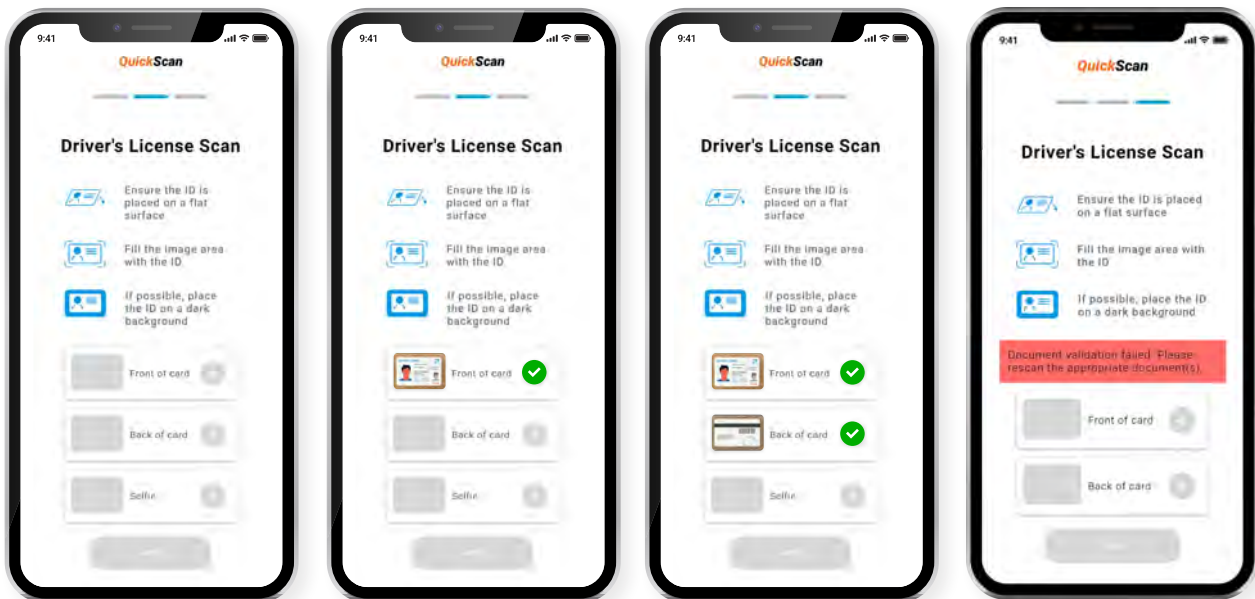 9:41
QuickScan
Driver's License Scan
Ensure the ID is
placed on a flat
surface
Fill the image area
with the ID
If possible, place
the ID on a dark
background
Front of card
Back of card
Selfie
9:41
QuickScan
Driver's License Scan
Ensure the ID is
placed on a flat
surface
Fill the image area
with the ID
If possible, place
the ID on a dark
background
Front of card
Back of card
Selfie
9:41
QuickScan
Driver's License Scan
Ensure the ID is
placed on a flat
surface
Fill the image area
with the ID
If possible, place
the ID on a dark
background
Front of card
Back of card
Selfie
9:41
QuickScan
Driver's License Scan
Ensure the ID is placed
on a flat surface
Fill the image area with
the ID
If possible, place the ID
on a dark background
Document validation failed. Please
rescan the appropriate document(s).
Front of card
Back of card